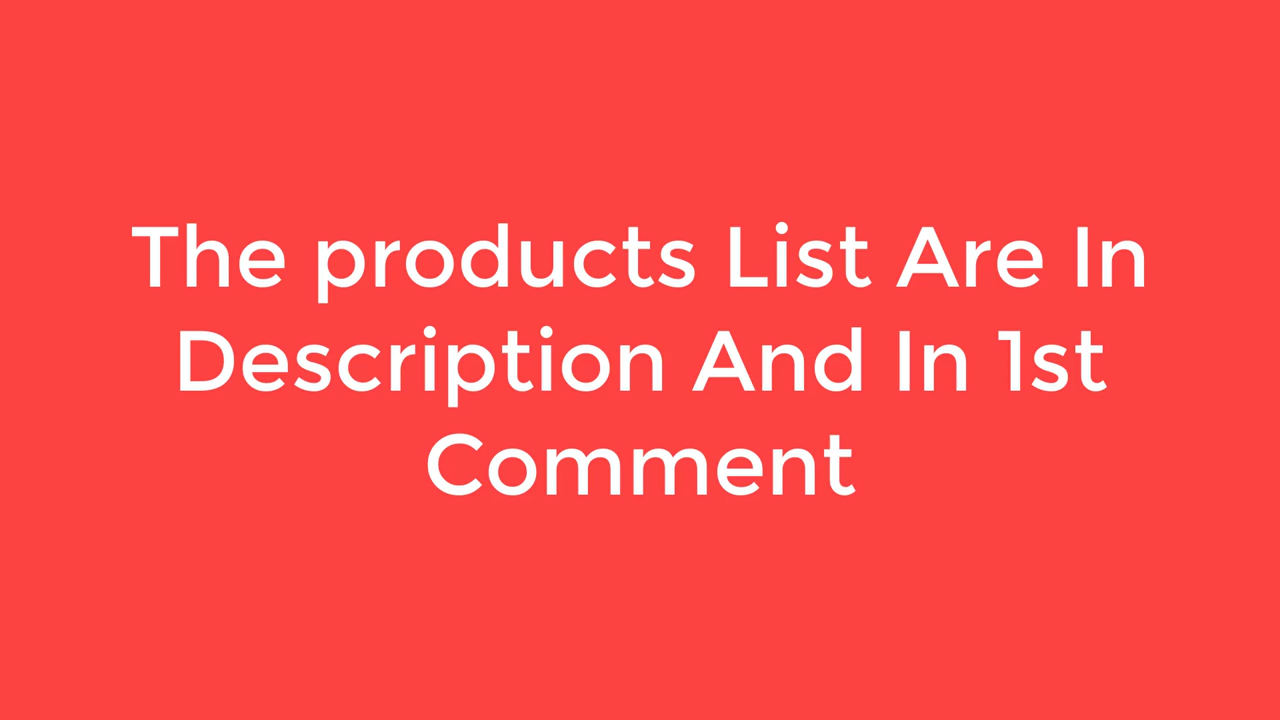 The products List Are In
Description And In 1st
Comment